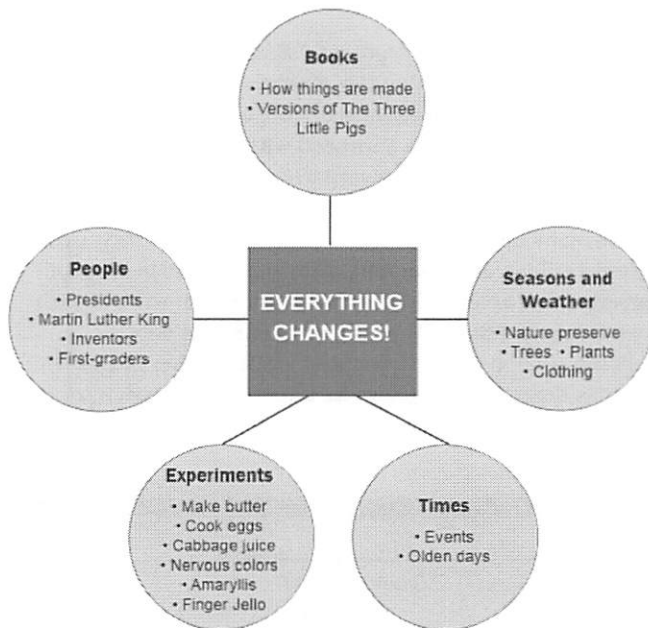 Books
• How things are made
• Versions of The Three
Little Pigs
People
• Presidents
• Martin Luther King
• Inventors
• First-graders
EVERYTHING
CHANGES!
Seasons and
Weather
• Nature preserve
• Trees • Plants
• Clothing
Experiments
• Make butter
• Cook eggs
• Cabbage juice
• Nervous colors
• Amaryllis
• Finger Jello
Times
• Events
• Olden days